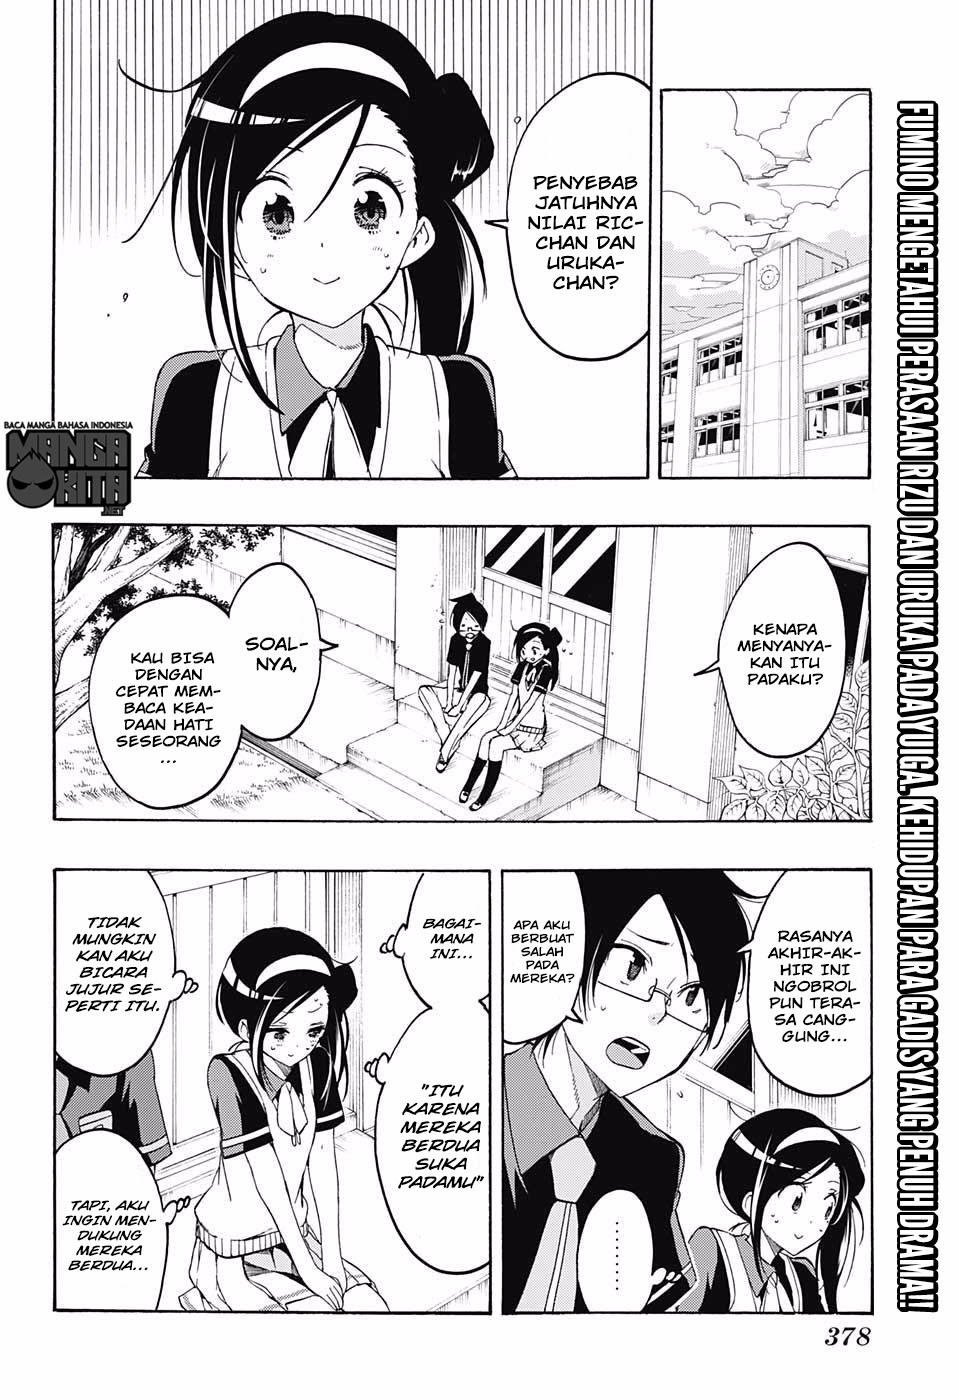 FUMINO MENGETAHUI PERASAAN RIZU DAN URUKA PADA YUIGA, KEHIDUPAN PARA GADIS YANG PENUH DRAMA!!
PENYEBAB
JATUHNYA
NILAI RIC-
CHAN DAN
URUKA-
CHAN?
BACA MANGA BAHASA INDONESIA
MANGA
KITA
.NET
KENAPA
MENYANYA-
KAN ITU
PADAKU?
SOAL-
NYA,
KAU BISA
DENGAN
CEPAT MEM-
BACA KEA-
DAAN HATI
SESEORANG
...
RASANYA
AKHIR-AK-
HIR INI
NGOBROL
PUN TERA-
SA CANG-
GUNG...
APA AKU
BERBUAT
SALAH
PADA
MEREKA?
......
BAGAI-
MANA
INI...
"ITU
KARENA
MEREKA
BERDUA
SUKA
PADAMU"
TIDAK
MUNGKIN
KAN AKU
BICARA
JUJUR SE-
PERTI ITU.
TAPI, AKU
INGIN MEN-
DUKUNG
MEREKA
BERDUA...
378